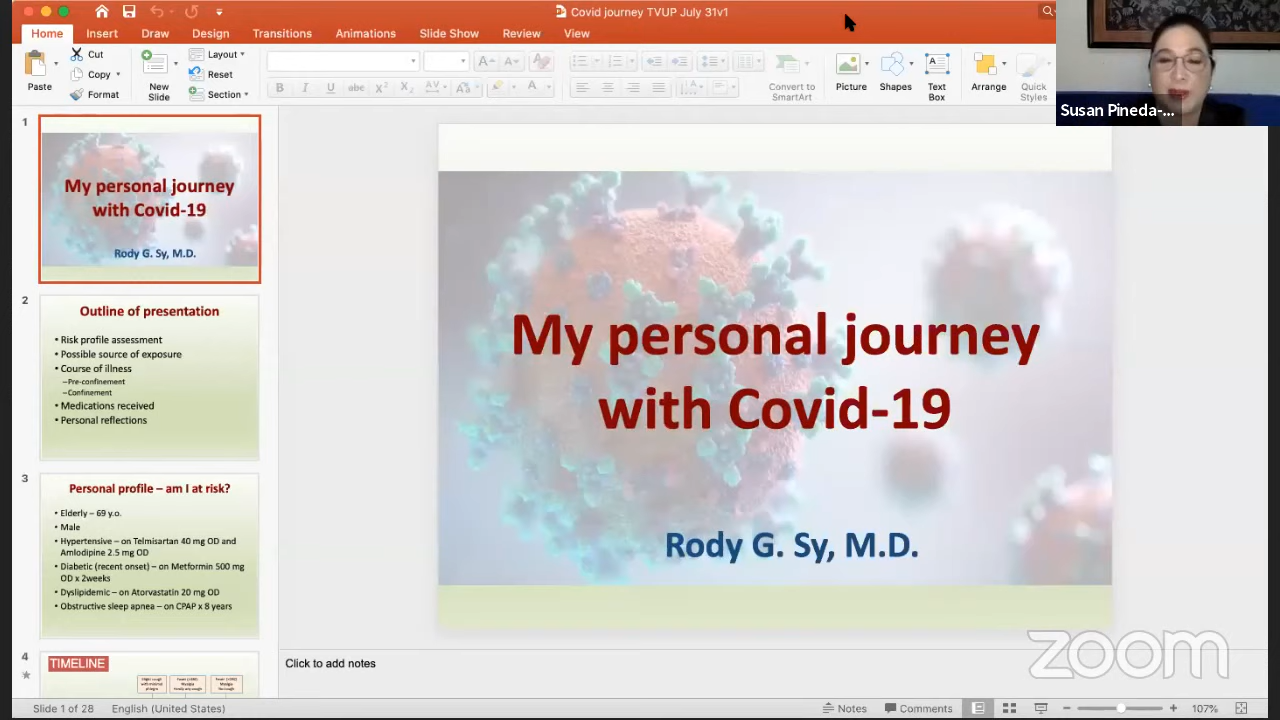 Covid journey TVUP July 31v1
Home Insert Draw Design Transitions Animations Slide Show Review View
Paste
Cut
Copy
Format
New
Slide
Layout
Reset
Section
Convert to
SmartArt
Picture
Shapes
Text
Box
Arrange
Quick
Styles
Susan Pineda-...
1
My personal journey
with Covid-19
Rody G. Sy, M.D.
2
Outline of presentation
• Risk profile assessment
• Possible source of exposure
• Course of illness
–Pre-confinement
–Confinement
• Medications received
• Personal reflections
3
Personal profile – am I at risk?
• Elderly – 69 y.o.
• Male
• Hypertensive – on Telmisartan 40 mg OD and
Amlodipine 2.5 mg OD
• Diabetic (recent onset) – on Metformin 500 mg
OD x 2weeks
• Dyslipidemic – on Atorvastatin 20 mg OD
• Obstructive sleep apnea – on CPAP x 8 years
4
TIMELINE
My personal journey
with Covid-19
Rody G. Sy, M.D.
zoom
Click to add notes
Slide 1 of 28 English (United States) Notes Comments 107%